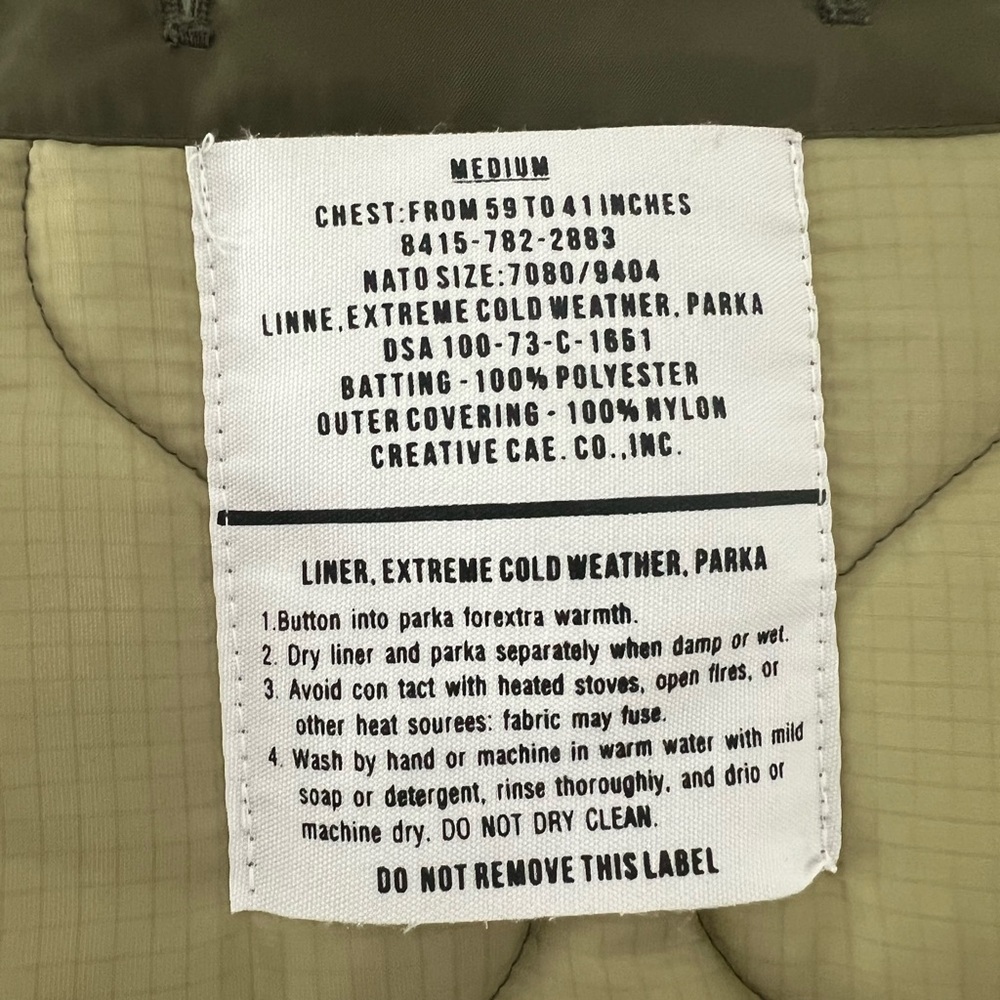 MEDIUM
CHEST:FROM 59 TO 41 INCHES
8415-782-2883
NATO SIZE:7080/9404
LINNE,EXTREME COLD WEATHER, PARKA
DSA 100-73-C-1661
BATTING - 100% POLYESTER
OUTER COVERING - 100% NYLON
CREATIVE CAE. CO.,INC.
LINER, EXTREME COLD WEATHER, PARKA
1.Button into parka forextra warmth.
2. Dry liner and parka separately when damp or wet.
3. Avoid con tact with heated stoves, open fires, or
other heat sourees: fabric may fuse.
4. Wash by hand or machine in warm water with mild
soap or detergent, rinse thoroughiy, and drio or
machine dry. DO NOT DRY CLEAN.
DO NOT REMOVE THIS LABEL